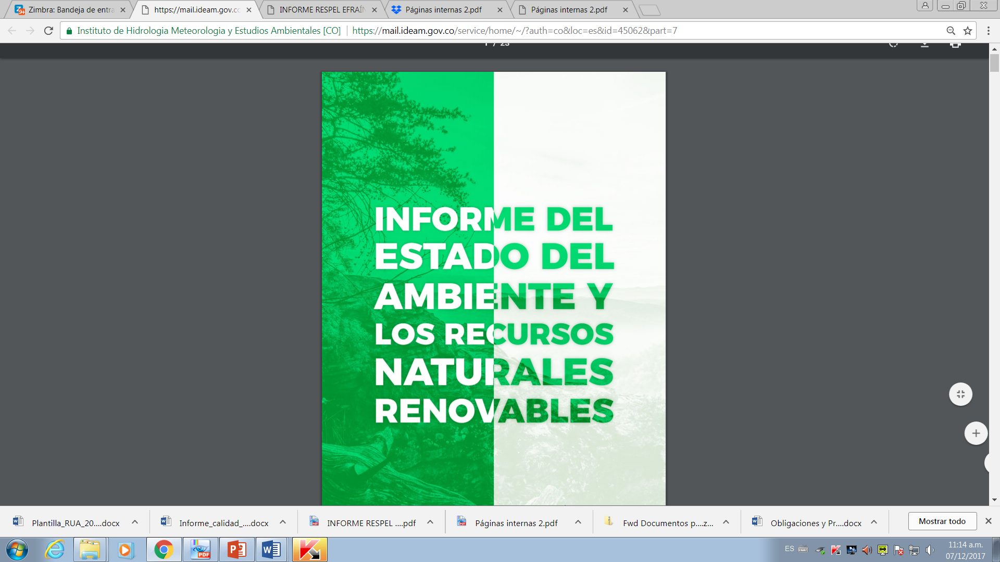 Zimbra: Bandeja de entra
https://mail.ideam.gov.co
INFORME RESPEL EFRAÍN
Páginas internas 2.pdf
Páginas internas 2.pdf
Instituto de Hidrologia Meteorologia y Estudios Ambientales [CO]
https://mail.ideam.gov.co/service/home/~/?auth=co&loc=es&id=45062&part=7
1 / 23
INFORME DEL
ESTADO DEL
AMBIENTE Y
LOS RECURSOS
NATURALES
RENOVABLES
Plantilla_RUA_20....docx
Informe_calidad_....docx
INFORME RESPEL ....pdf
Páginas internas 2.pdf
Fwd Documentos p....z...
Obligaciones y Pr....docx
Mostrar todo
ES
11:14 a.m.
07/12/2017